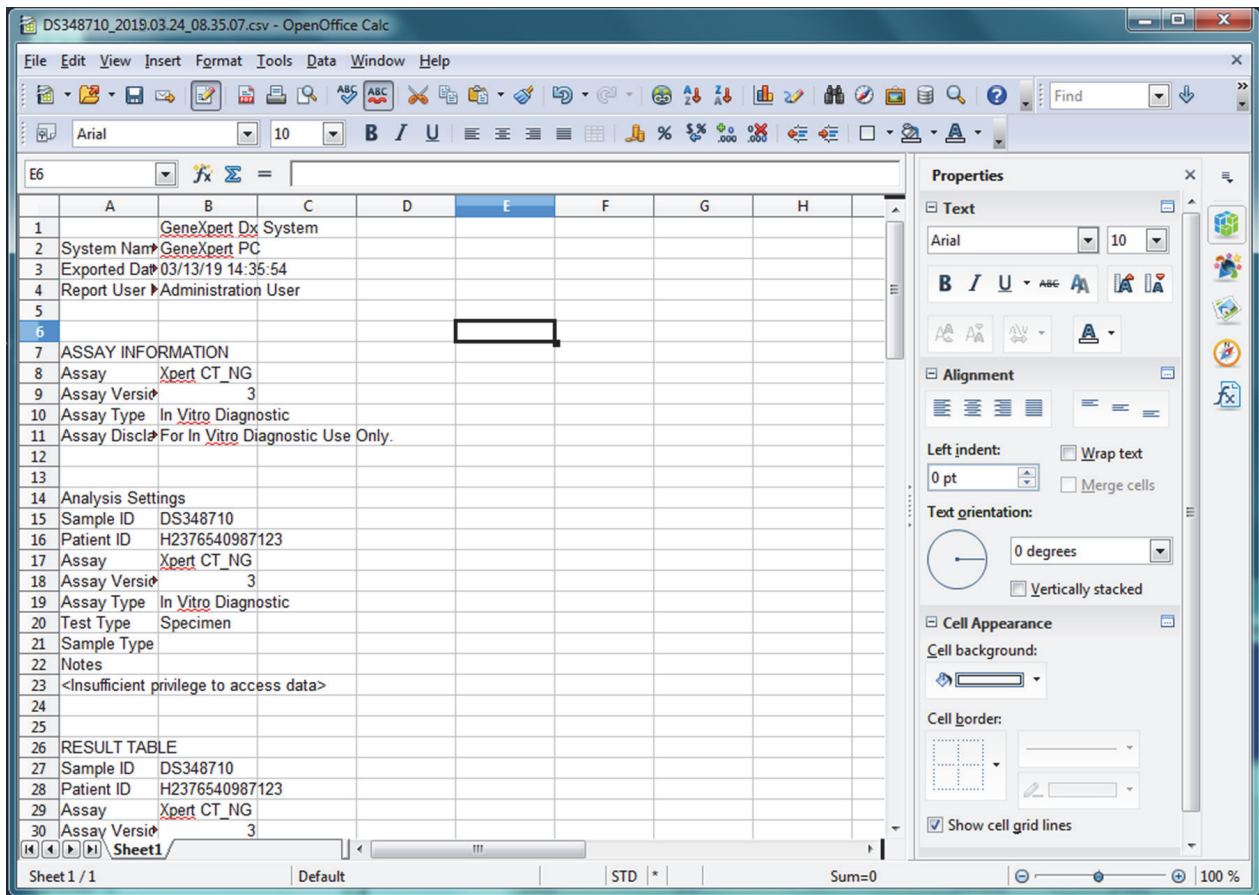 DS348710_2019.03.24_08.35.07.csv - OpenOffice Calc
File Edit View Insert Format Tools Data Window Help
ABC ABC Find
Arial 10 B I U
E6 fx Σ =
A B C D E F G H
1 GeneXpert Dx System
2 System Nam GeneXpert PC
3 Exported Dat 03/13/19 14:35:54
4 Report User Administration User
5
6
7 ASSAY INFORMATION
8 Assay Xpert CT_NG
9 Assay Versio 3
10 Assay Type In Vitro Diagnostic
11 Assay Discla For In Vitro Diagnostic Use Only.
12
13
14 Analysis Settings
15 Sample ID DS348710
16 Patient ID H2376540987123
17 Assay Xpert CT_NG
18 Assay Versio 3
19 Assay Type In Vitro Diagnostic
20 Test Type Specimen
21 Sample Type
22 Notes
23 <Insufficient privilege to access data>
24
25
26 RESULT TABLE
27 Sample ID DS348710
28 Patient ID H2376540987123
29 Assay Xpert CT_NG
30 Assay Versio 3
Sheet1
Sheet 1 / 1 Default STD * Sum=0 100 %
Properties
Text
Arial 10
B I U ABC
Alignment
Left indent:
0 pt
Wrap text
Merge cells
Text orientation:
0 degrees
Vertically stacked
Cell Appearance
Cell background:
Cell border:
Show cell grid lines